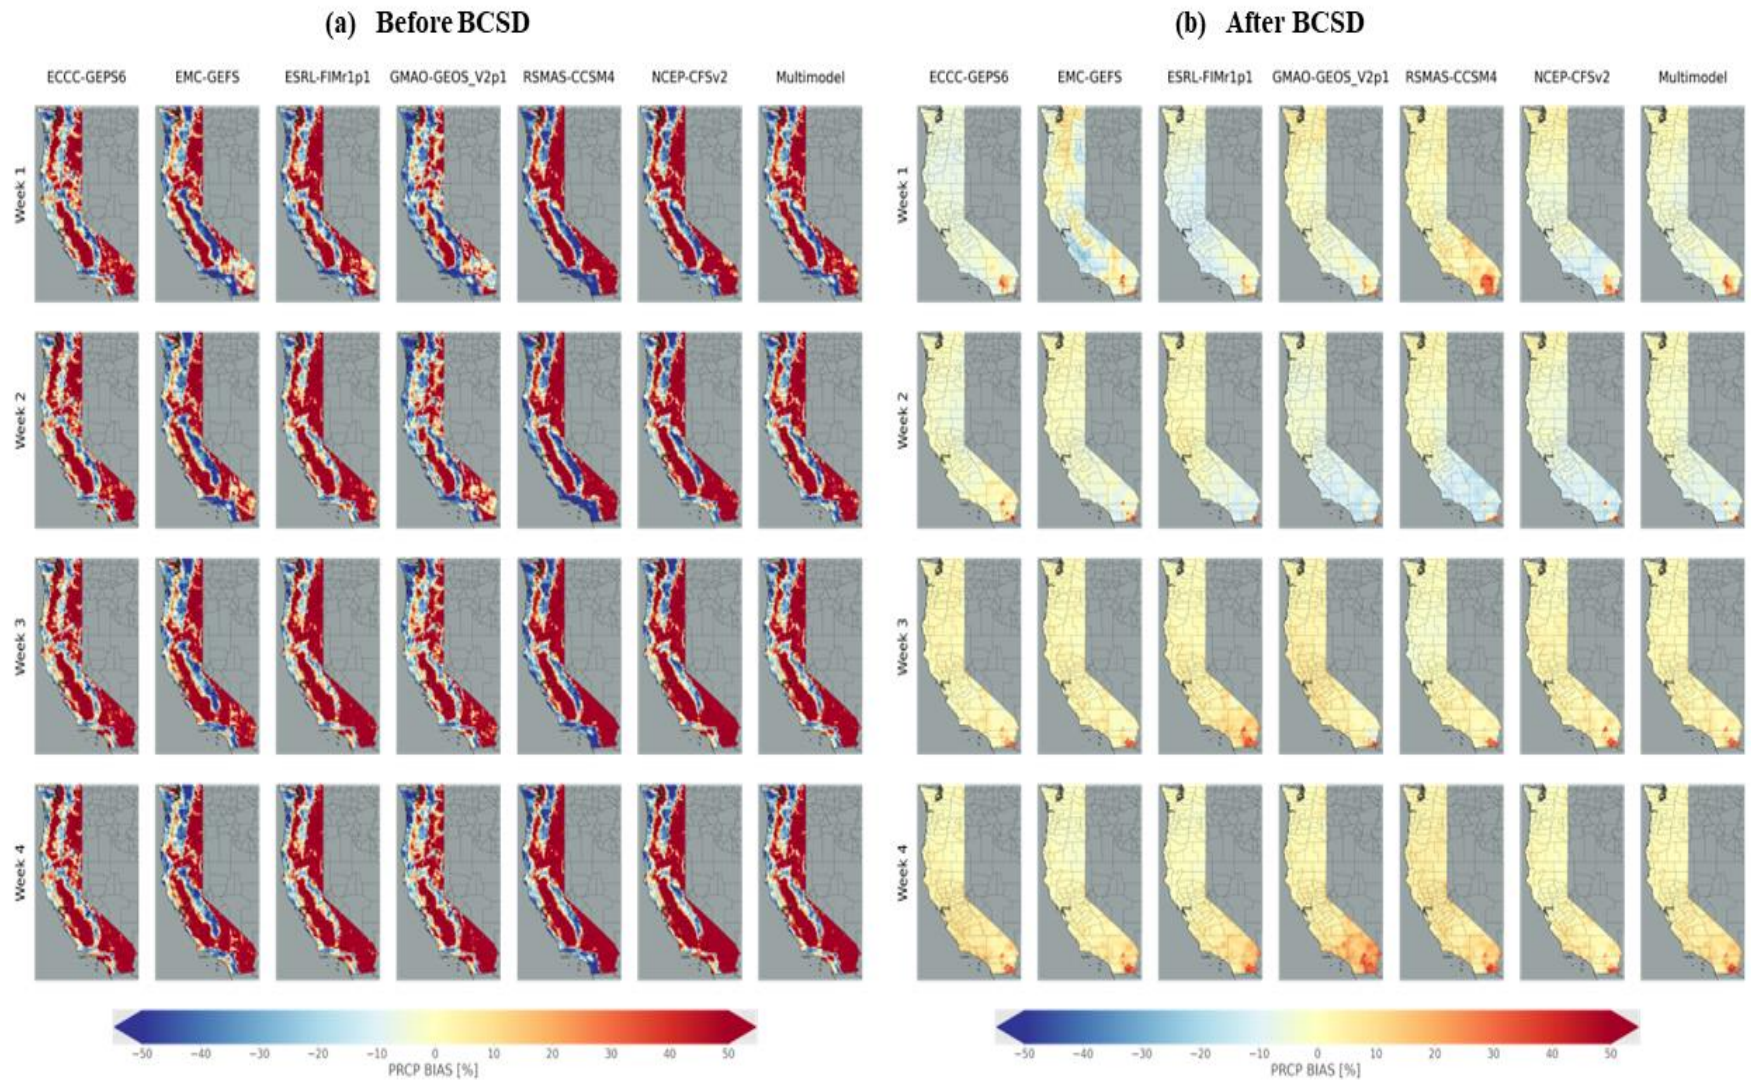 (a) Before BCSD
(b) After BCSD
ECCC-GEPS6 EMC-GEFS ESRL-FIMr1p1 GMAO-GEOS_V2p1 RSMAS-CCSM4 NCEP-CFSv2 Multimodel
ECCC-GEPS6 EMC-GEFS ESRL-FIMr1p1 GMAO-GEOS_V2p1 RSMAS-CCSM4 NCEP-CFSv2 Multimodel
Week 1
Week 1
Week 2
Week 2
Week 3
Week 3
Week 4
Week 4
−50 −40 −30 −20 −10 0 10 20 30 40 50
PRCP BIAS [%]
−50 −40 −30 −20 −10 0 10 20 30 40 50
PRCP BIAS [%]